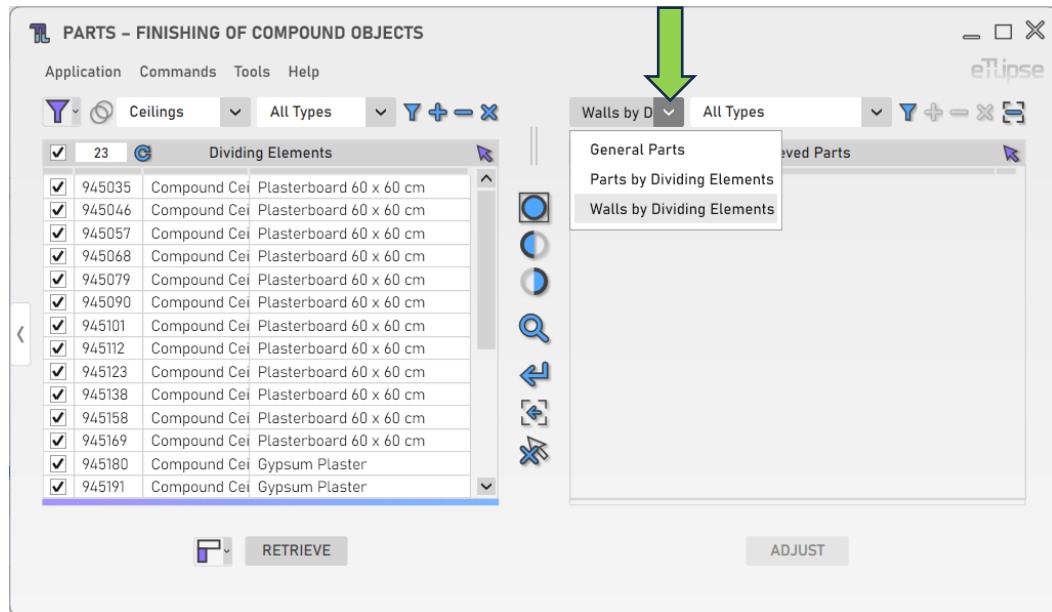 PARTS – FINISHING OF COMPOUND OBJECTS
Application Commands Tools Help
eTLipse
Ceilings All Types
Walls by D All Types
23 Dividing Elements
eved Parts
General Parts
Parts by Dividing Elements
Walls by Dividing Elements
945035 Compound Cei Plasterboard 60 x 60 cm
945046 Compound Cei Plasterboard 60 x 60 cm
945057 Compound Cei Plasterboard 60 x 60 cm
945068 Compound Cei Plasterboard 60 x 60 cm
945079 Compound Cei Plasterboard 60 x 60 cm
945090 Compound Cei Plasterboard 60 x 60 cm
945101 Compound Cei Plasterboard 60 x 60 cm
945112 Compound Cei Plasterboard 60 x 60 cm
945123 Compound Cei Plasterboard 60 x 60 cm
945138 Compound Cei Plasterboard 60 x 60 cm
945158 Compound Cei Plasterboard 60 x 60 cm
945169 Compound Cei Plasterboard 60 x 60 cm
945180 Compound Cei Gypsum Plaster
945191 Compound Cei Gypsum Plaster
RETRIEVE
ADJUST